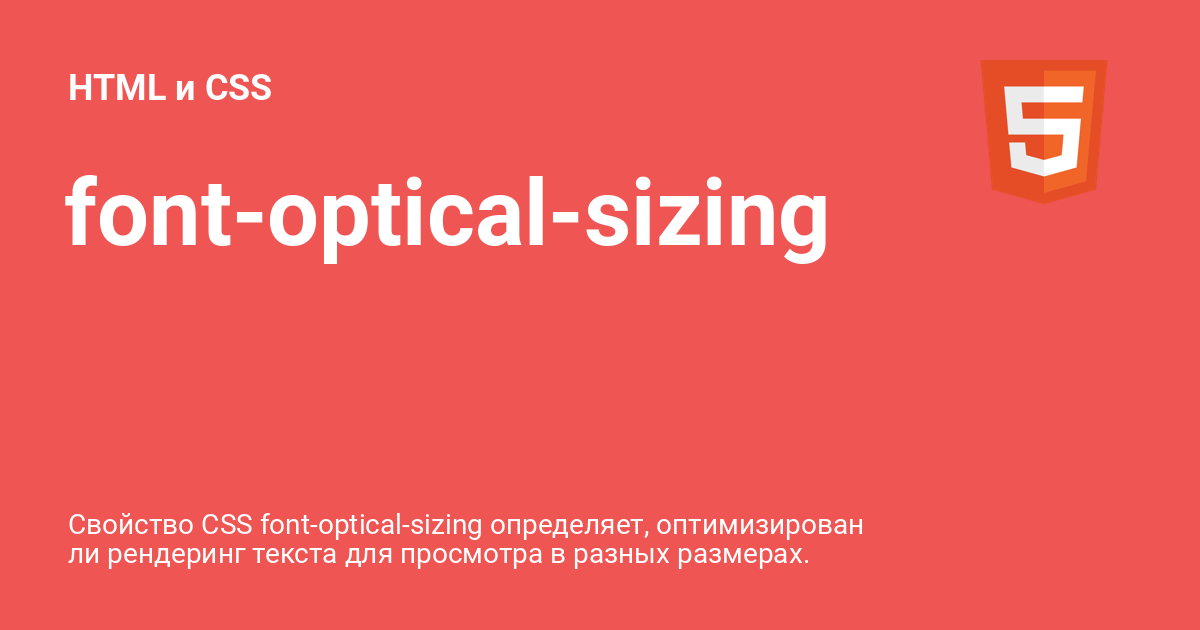 HTML и CSS
font-optical-sizing
Свойство CSS font-optical-sizing определяет, оптимизирован
ли рендеринг текста для просмотра в разных размерах.